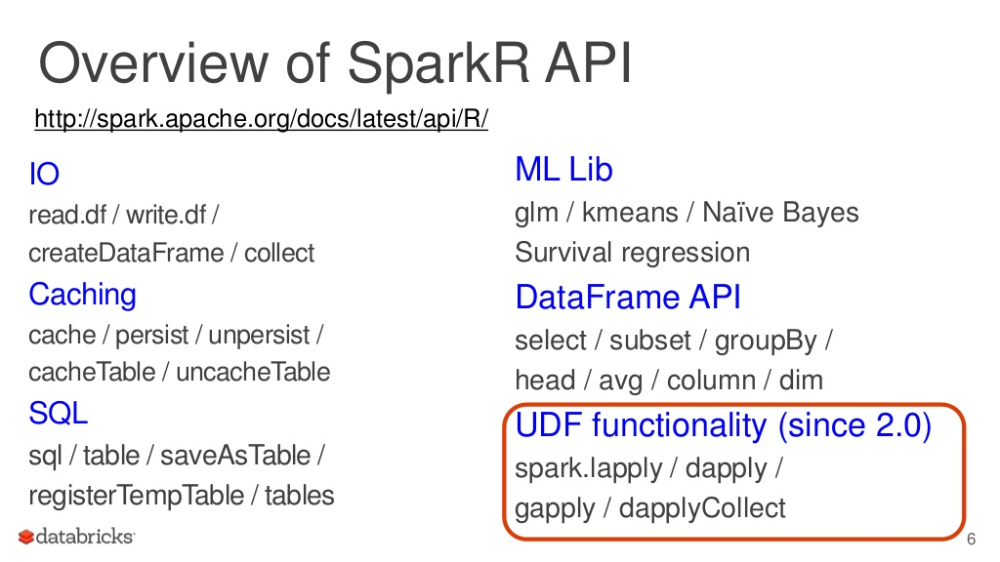 Overview of SparkR API
http://spark.apache.org/docs/latest/api/R/
IO
read.df / write.df /
createDataFrame / collect
Caching
cache / persist / unpersist /
cacheTable / uncacheTable
SQL
sql / table / saveAsTable /
registerTempTable / tables
ML Lib
glm / kmeans / Naïve Bayes
Survival regression
DataFrame API
select / subset / groupBy /
head / avg / column / dim
UDF functionality (since 2.0)
spark.lapply / dapply /
gapply / dapplyCollect
databricks
6